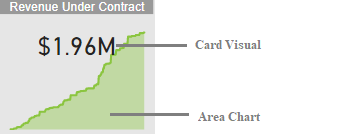 Revenue Under Contract
$1.96M
Card Visual
Area Chart